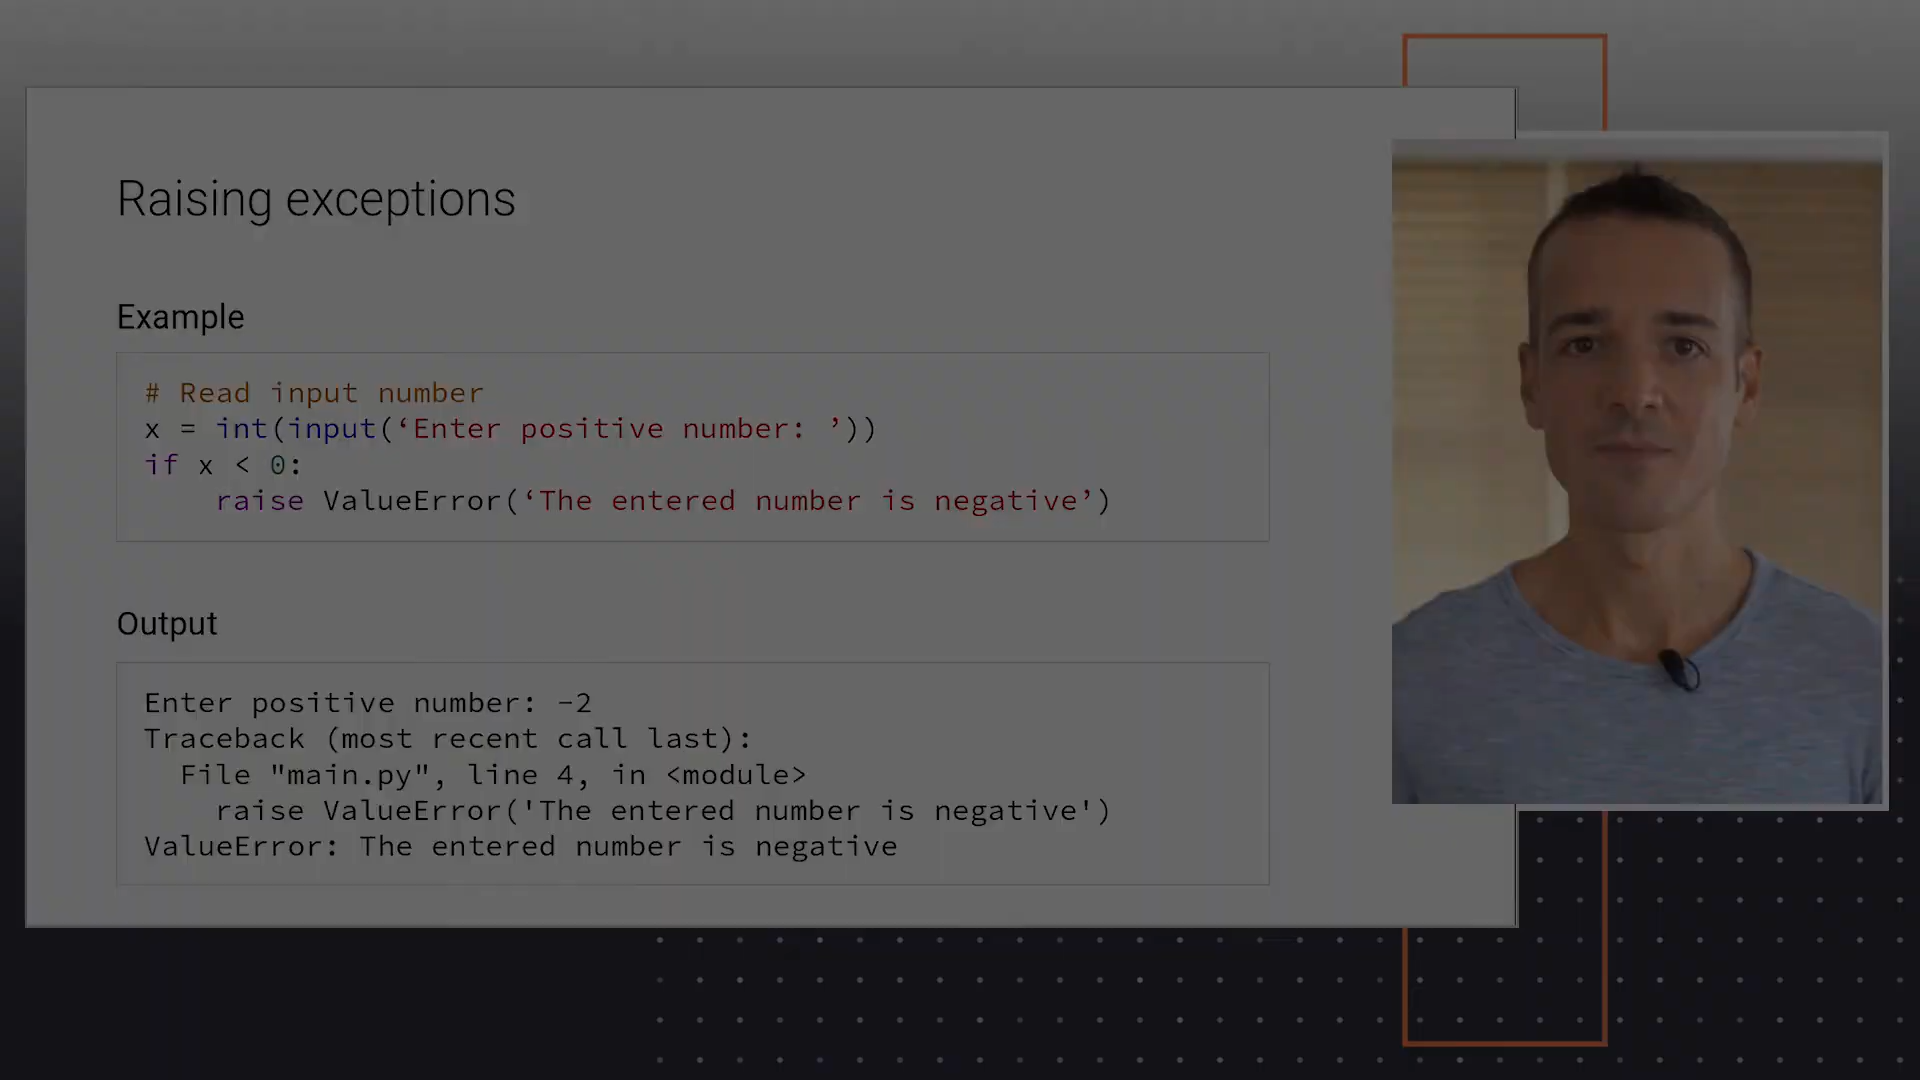 Raising exceptions
Example
# Read input number
x = int(input(‘Enter positive number: ’))
if x < 0:
    raise ValueError(‘The entered number is negative’)
Output
Enter positive number: -2
Traceback (most recent call last):
  File "main.py", line 4, in <module>
    raise ValueError('The entered number is negative')
ValueError: The entered number is negative